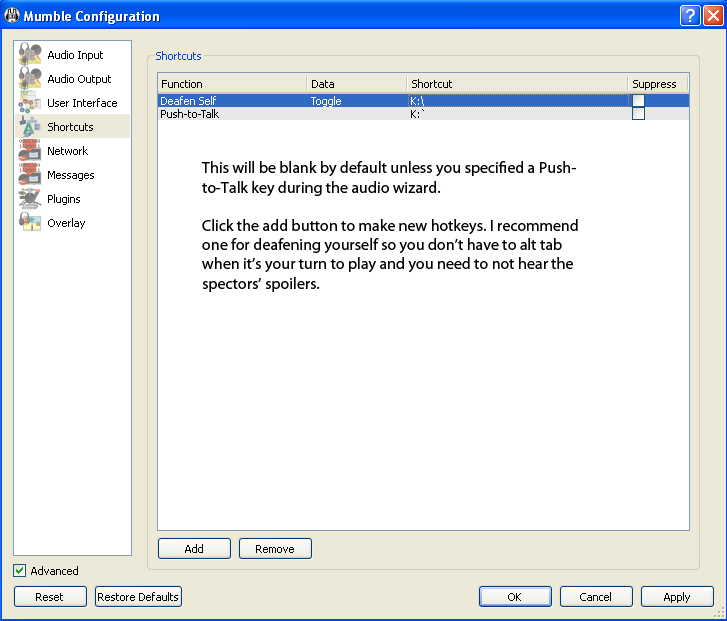 Mumble Configuration
Audio Input
Audio Output
User Interface
Shortcuts
Network
Messages
Plugins
Overlay
Shortcuts
Function Data Shortcut Suppress
Deafen Self Toggle K:\
Push-to-Talk K:`
This will be blank by default unless you specified a Push-
to-Talk key during the audio wizard.
Click the add button to make new hotkeys. I recommend
one for deafening yourself so you don’t have to alt tab
when it’s your turn to play and you need to not hear the
spectors’ spoilers.
Add Remove
Advanced
Reset Restore Defaults OK Cancel Apply